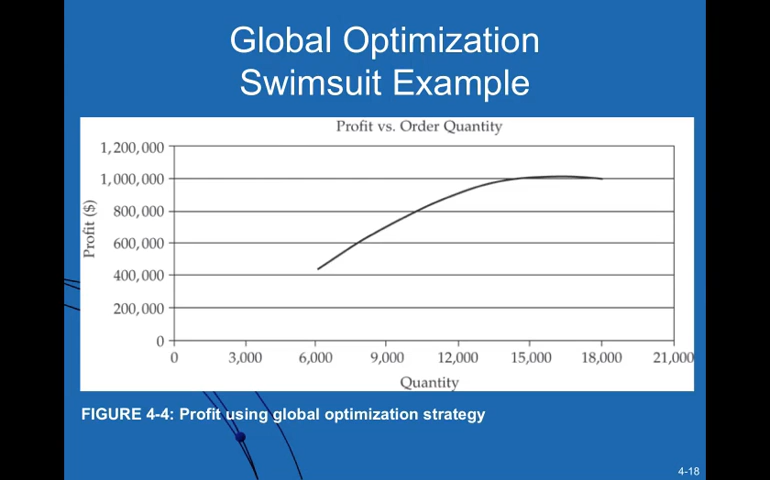 Global Optimization
Swimsuit Example
Profit vs. Order Quantity
1,200,000
1,000,000
800,000
600,000
400,000
200,000
0
Profit ($)
0 3,000 6,000 9,000 12,000 15,000 18,000 21,000
Quantity
FIGURE 4-4: Profit using global optimization strategy
4-18